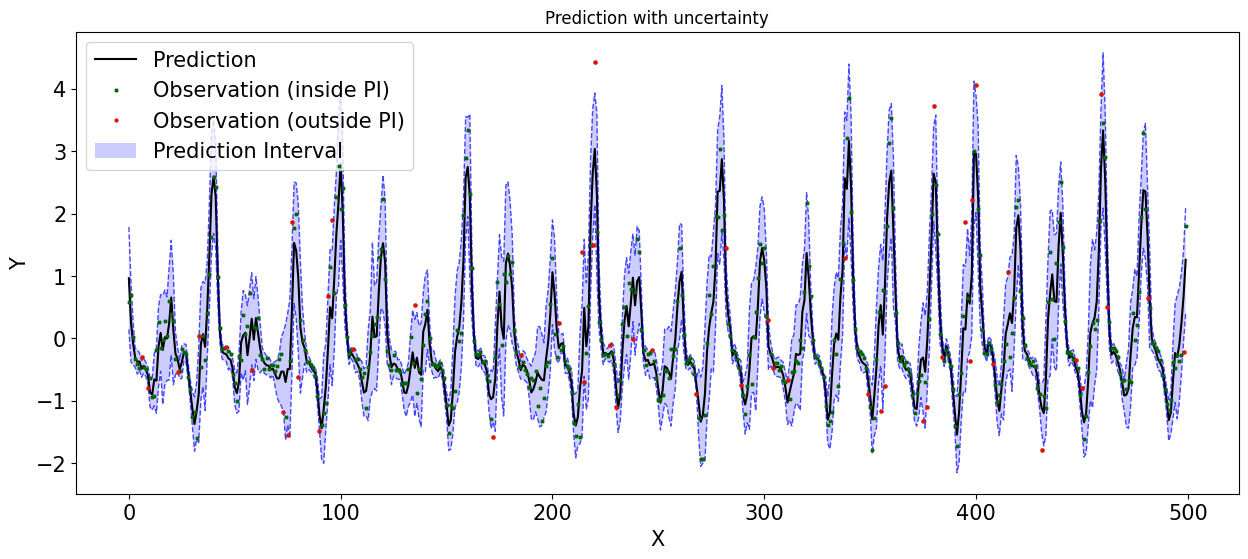 Prediction with uncertainty
Prediction
Observation (inside PI)
Observation (outside PI)
Prediction Interval
Y
4
3
2
1
0
−1
−2
0 100 200 300 400 500
X